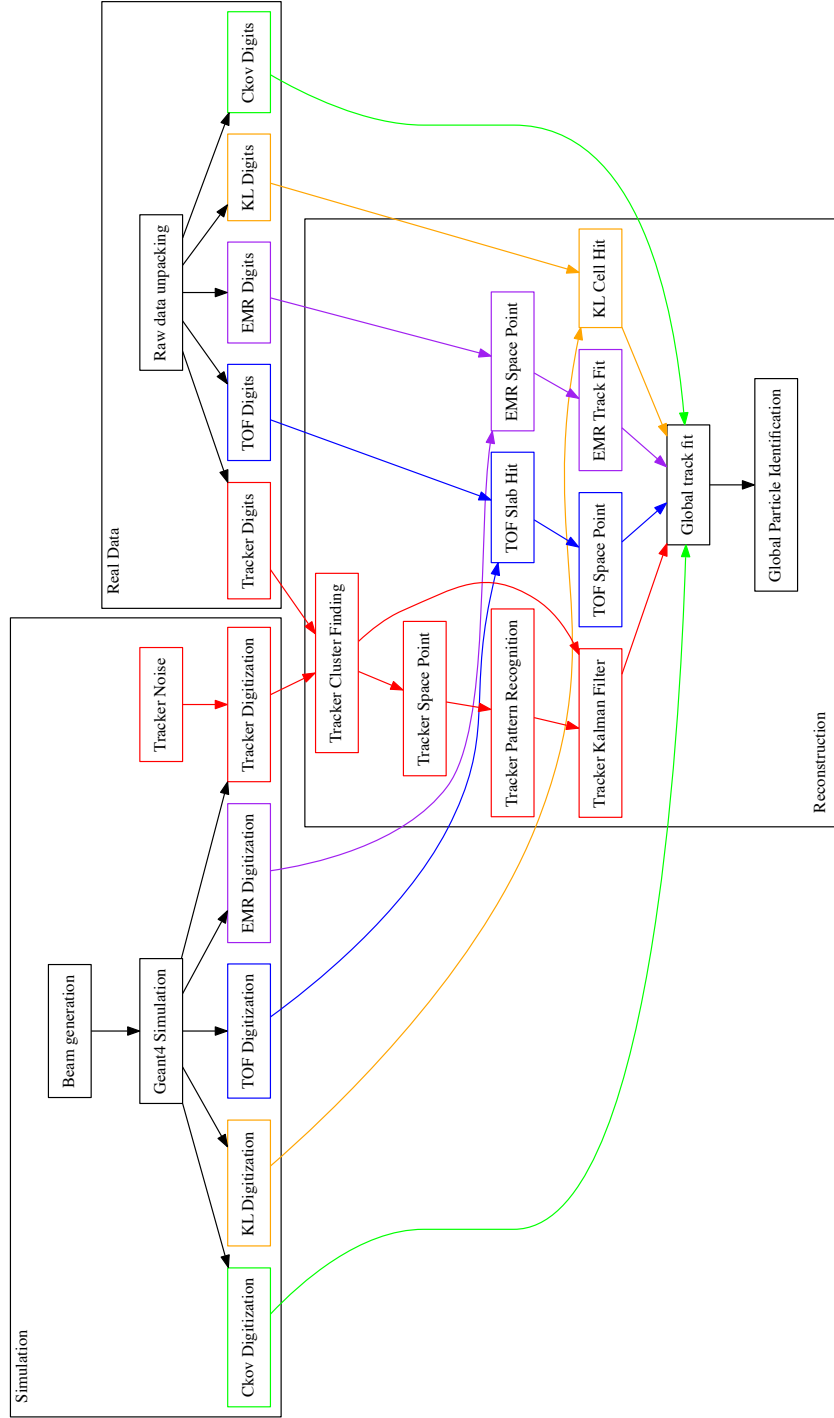 Simulation
Beam generation
Geant4 Simulation
Tracker Noise
Ckov Digitization
KL Digitization
TOF Digitization
EMR Digitization
Tracker Digitization
Real Data
Raw data unpacking
Tracker Digits
TOF Digits
EMR Digits
KL Digits
Ckov Digits
Tracker Cluster Finding
Tracker Space Point
Tracker Pattern Recognition
TOF Slab Hit
EMR Space Point
Tracker Kalman Filter
TOF Space Point
EMR Track Fit
KL Cell Hit
Global track fit
Global Particle Identification
Reconstruction